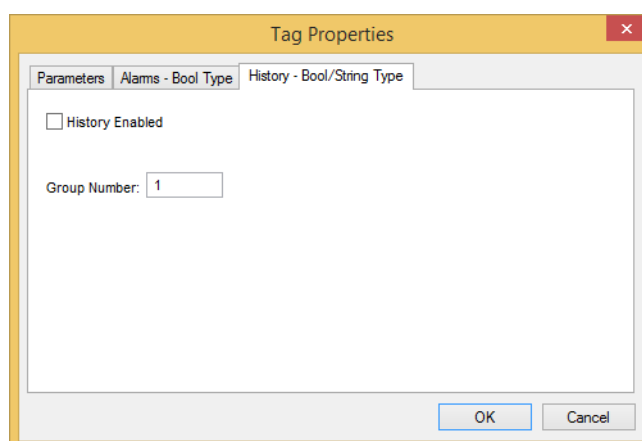 Tag Properties
Parameters Alarms - Bool Type History - Bool/String Type
History Enabled
Group Number: 1
OK Cancel